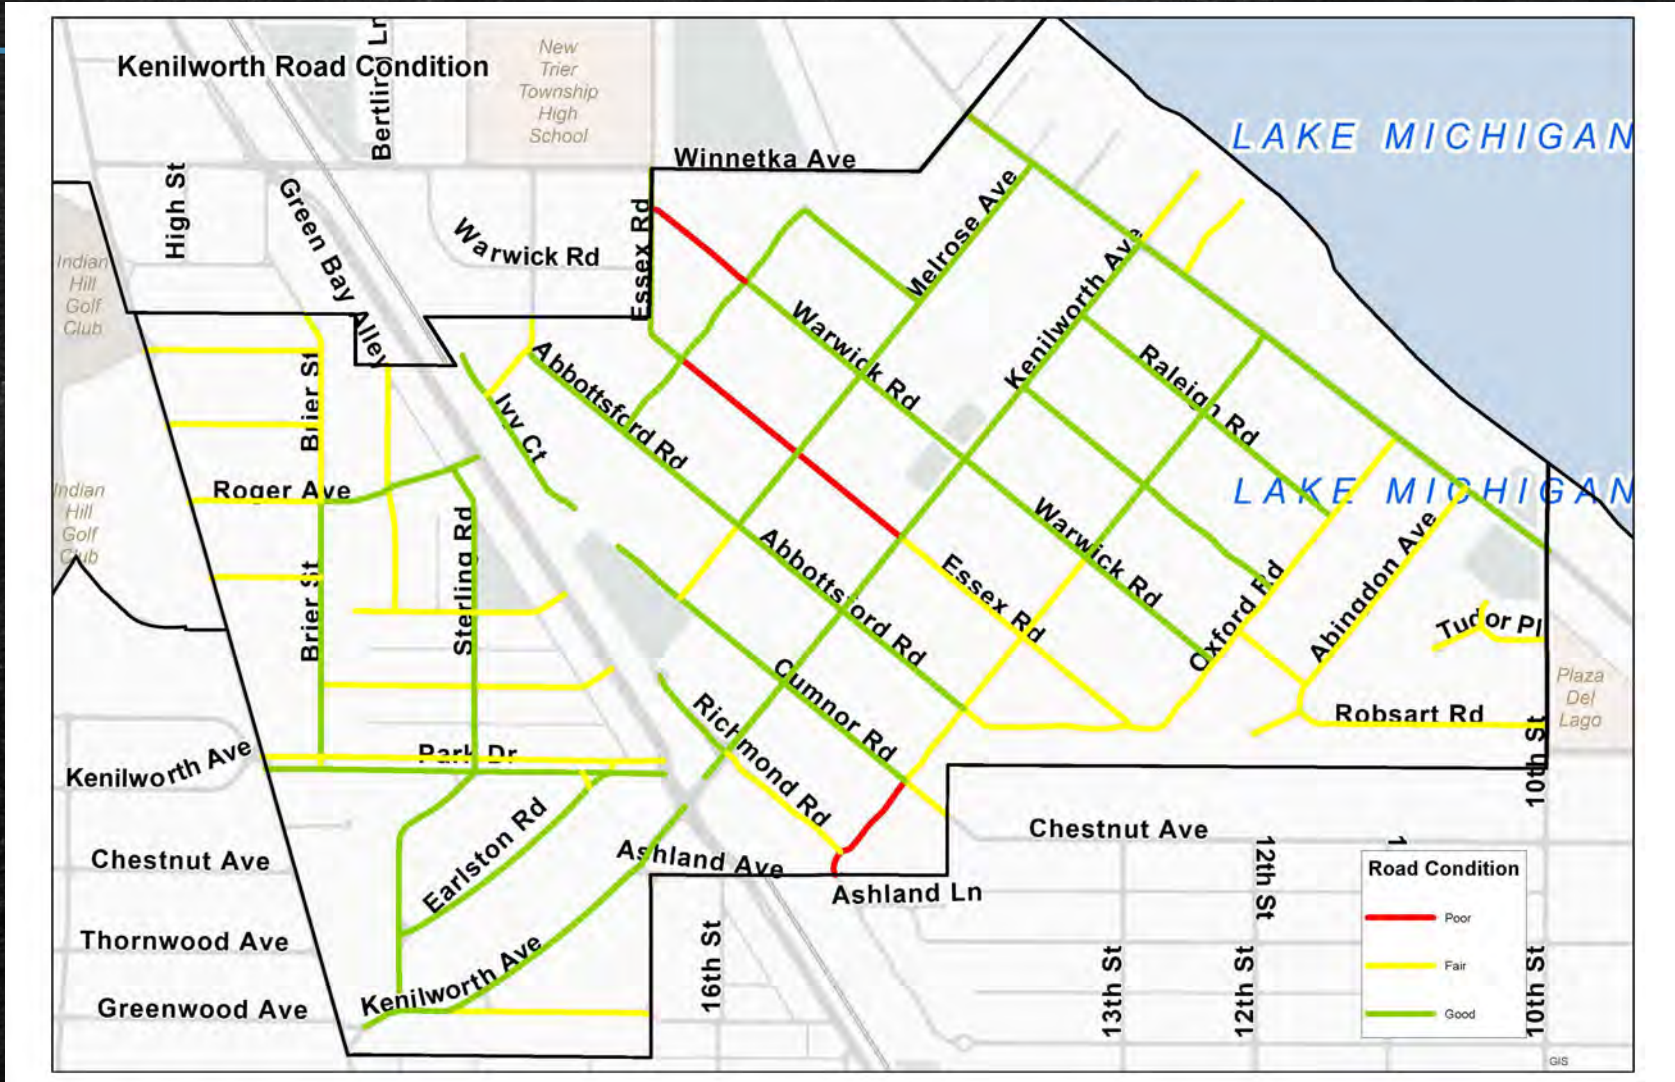 Kenilworth Road Condition
Bertling Ln
New
Trier
Township
High
School
LAKE MICHIGAN
Winnetka Ave
High St
Green Bay
Alley
Warwick Rd
Essex Rd
Melrose Ave
Kenilworth Ave
Indian
Hill
Golf
Club
Brier St
Abbottsford Rd
Ivy Ct
Warwick Rd
Raleigh Rd
LAKE MICHIGAN
Indian
Hill
Golf
Club
Roger Ave
Sterling Rd
Brier St
Abbottsford Rd
Essex Rd
Warwick Rd
Oxford Rd
Abingdon Ave
Tudor Pl
Plaza
Del
Lago
Robsart Rd
10th St
Cumnor Rd
Richmond Rd
Park Dr
Kenilworth Ave
Earlston Rd
Ashland Ave
Ashland Ln
Chestnut Ave
Chestnut Ave
12th St
1
Thornwood Ave
Greenwood Ave
Kenilworth Ave
16th St
13th St
12th St
10th St
Road Condition
Poor
Fair
Good
GIS